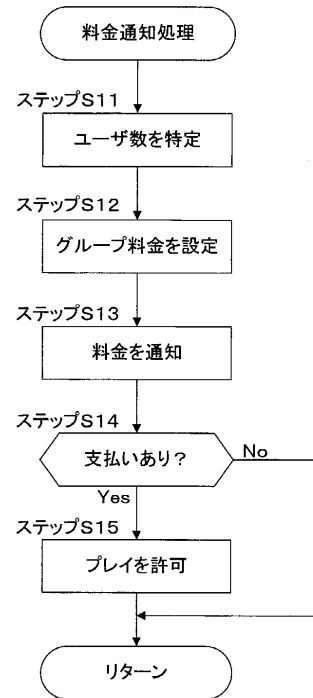 料金通知処理
ステップS11
ユーザ数を特定
ステップS12
グループ料金を設定
ステップS13
料金を通知
ステップS14
支払いあり？
No
Yes
ステップS15
プレイを許可
リターン